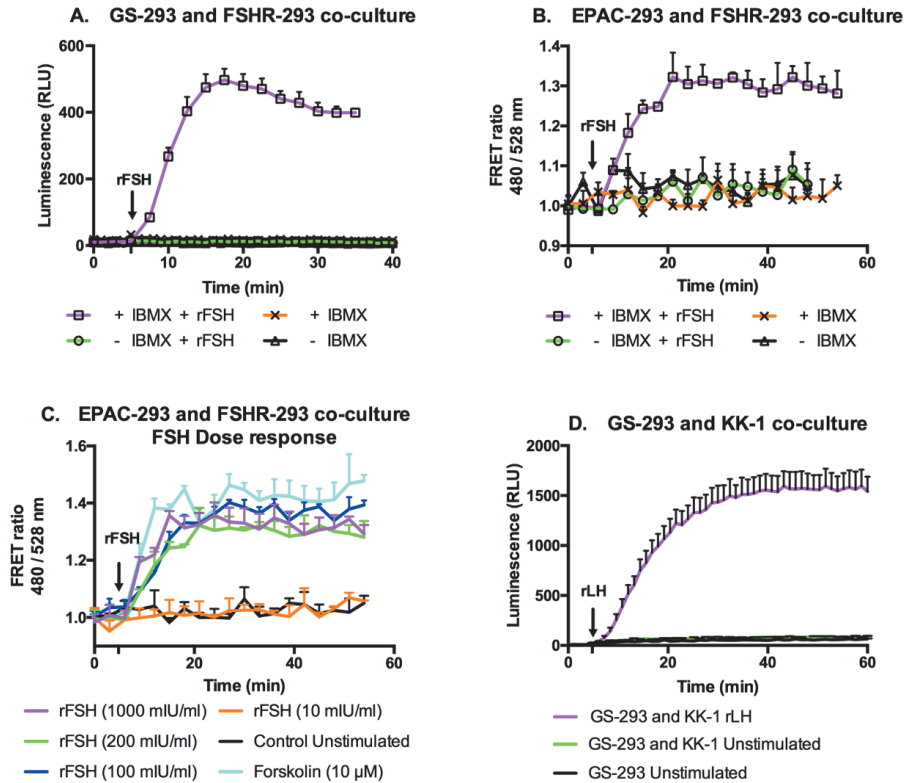 A. GS-293 and FSHR-293 co-culture
Luminescence (RLU)
600
400
200
0
rFSH
0 10 20 30 40
Time (min)
+ IBMX + rFSH
+ IBMX
- IBMX + rFSH
- IBMX
B. EPAC-293 and FSHR-293 co-culture
FRET ratio
480 / 528 nm
1.4
1.3
1.2
1.1
1.0
0.9
rFSH
0 20 40 60
Time (min)
+ IBMX + rFSH
+ IBMX
- IBMX + rFSH
- IBMX
C. EPAC-293 and FSHR-293 co-culture
FSH Dose response
FRET ratio
480 / 528 nm
1.6
1.4
1.2
1.0
rFSH
0 20 40 60
Time (min)
rFSH (1000 mIU/ml)
rFSH (10 mIU/ml)
rFSH (200 mIU/ml)
Control Unstimulated
rFSH (100 mIU/ml)
Forskolin (10 µM)
D. GS-293 and KK-1 co-culture
Luminescence (RLU)
2000
1500
1000
500
0
rLH
0 20 40 60
Time (min)
GS-293 and KK-1 rLH
GS-293 and KK-1 Unstimulated
GS-293 Unstimulated